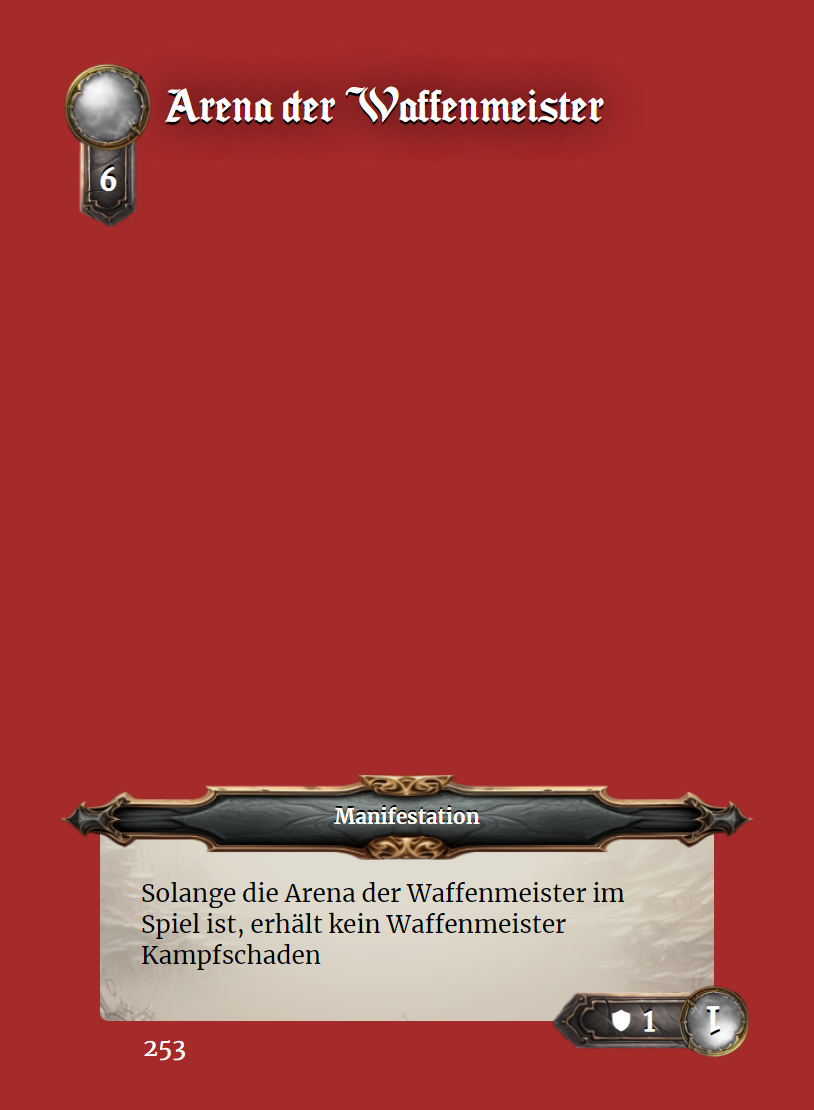 Arena der Waffenmeister
6
Manifestation
Solange die Arena der Waffenmeister im
Spiel ist, erhält kein Waffenmeister
Kampfschaden
1
253